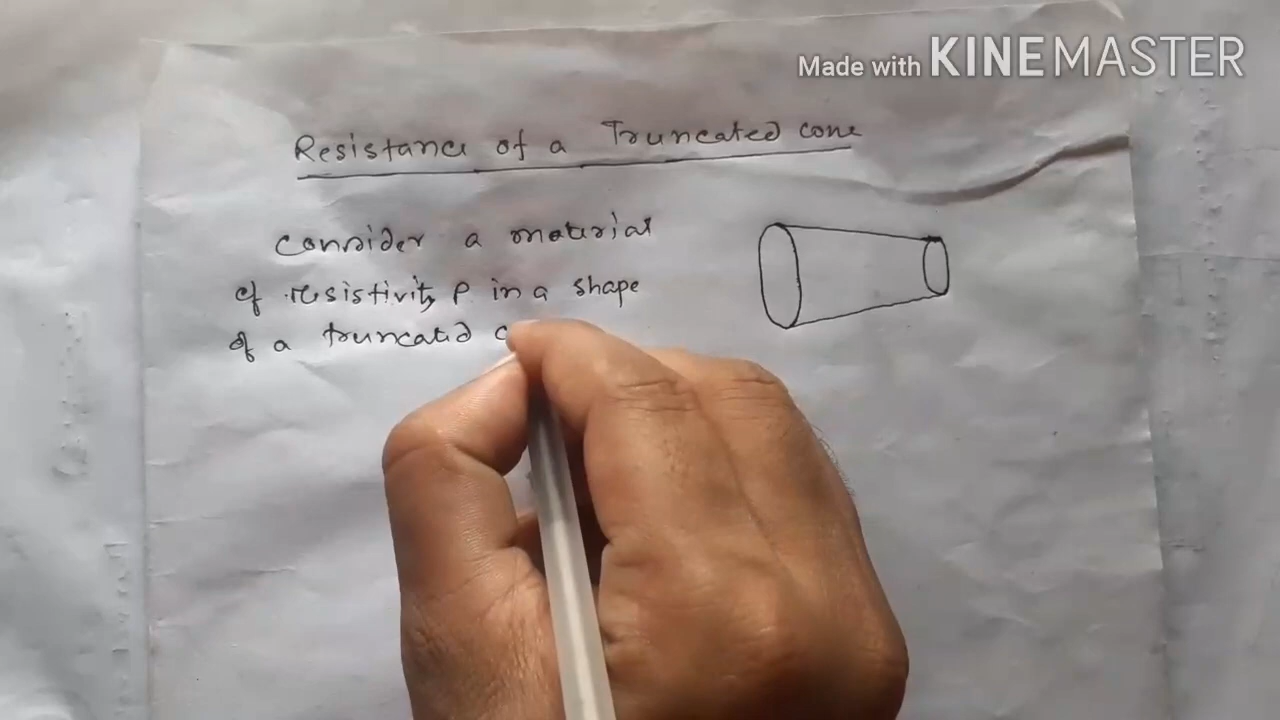 Made with KINEMASTER
Resistance of a Truncated cone
Consider a material
of resistivity ρ in a shape
of a truncated c